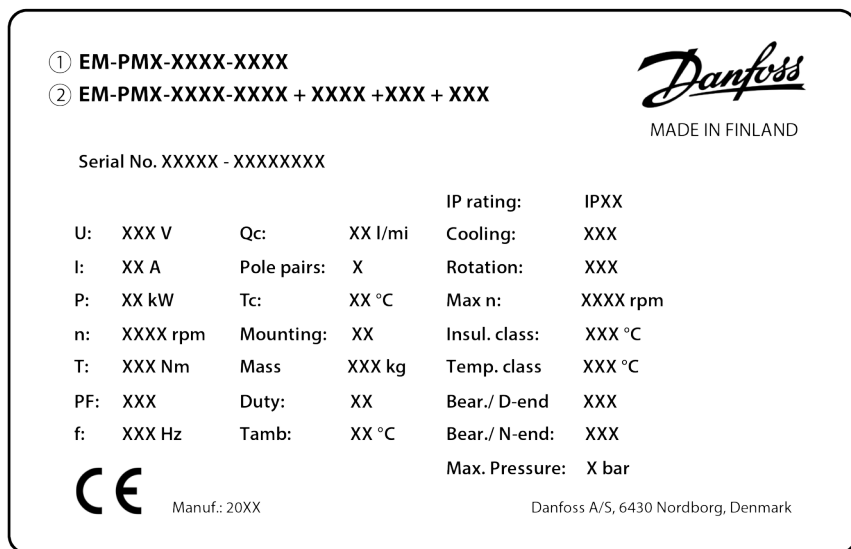 ① EM-PMX-XXXX-XXXX
② EM-PMX-XXXX-XXXX + XXXX +XXX + XXX
Danfoss
MADE IN FINLAND
Serial No. XXXXX - XXXXXXXX
IP rating: IPXX
U: XXX V Qc: XX l/mi Cooling: XXX
I: XX A Pole pairs: X Rotation: XXX
P: XX kW Tc: XX °C Max n: XXXX rpm
n: XXXX rpm Mounting: XX Insul. class: XXX °C
T: XXX Nm Mass XXX kg Temp. class XXX °C
PF: XXX Duty: XX Bear./ D-end XXX
f: XXX Hz Tamb: XX °C Bear./ N-end: XXX
Max. Pressure: X bar
CE Manuf.: 20XX Danfoss A/S, 6430 Nordborg, Denmark